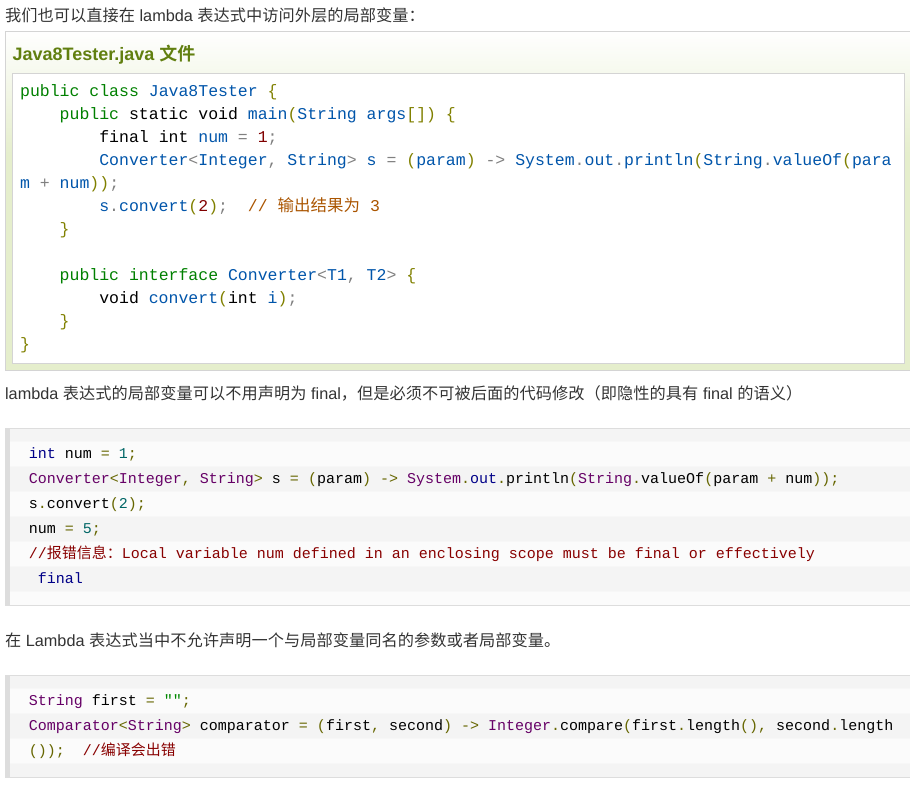 我们也可以直接在 lambda 表达式中访问外层的局部变量：
Java8Tester.java 文件
public class Java8Tester {
    public static void main(String args[]) {
        final int num = 1;
        Converter<Integer, String> s = (param) -> System.out.println(String.valueOf(para
m + num));
        s.convert(2);  // 输出结果为 3
    }

    public interface Converter<T1, T2> {
        void convert(int i);
    }
}
lambda 表达式的局部变量可以不用声明为 final，但是必须不可被后面的代码修改（即隐性的具有 final 的语义）
int num = 1;
Converter<Integer, String> s = (param) -> System.out.println(String.valueOf(param + num));
s.convert(2);
num = 5;
//报错信息：Local variable num defined in an enclosing scope must be final or effectively
 final
在 Lambda 表达式当中不允许声明一个与局部变量同名的参数或者局部变量。
String first = "";
Comparator<String> comparator = (first, second) -> Integer.compare(first.length(), second.length
());  //编译会出错